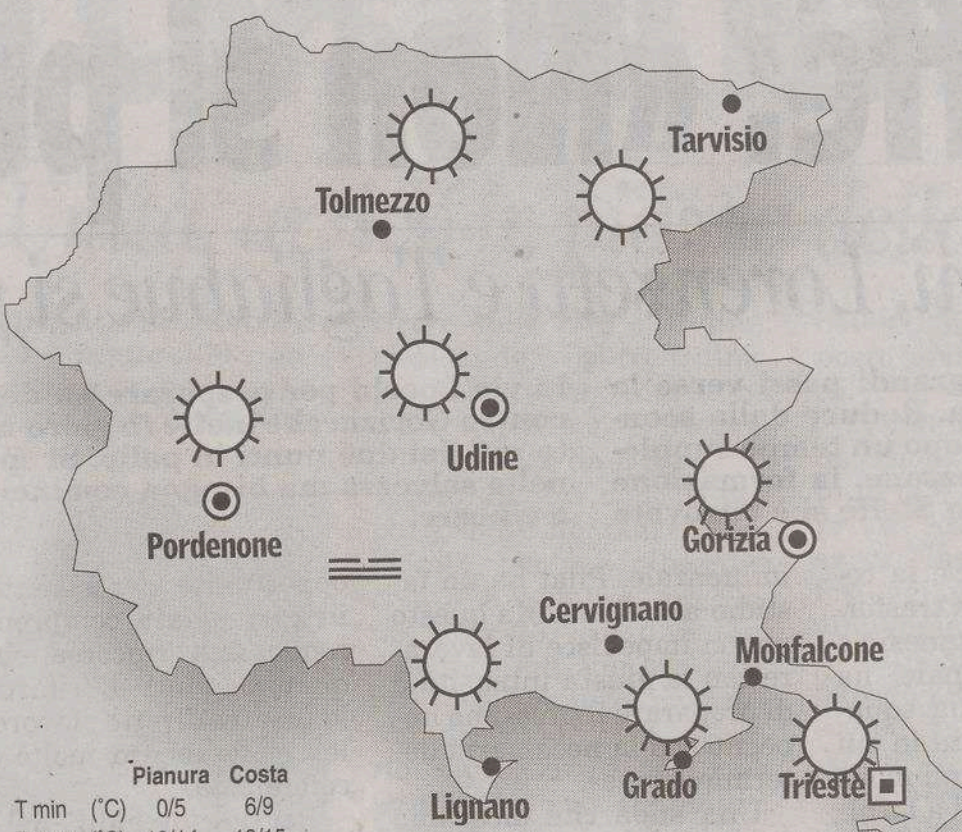 Tarvisio
Tolmezzo
Udine
Pordenone
Gorizia
Cervignano
Monfalcone
Lignano
Grado
Trieste
Pianura Costa
T min (°C) 0/5 6/9